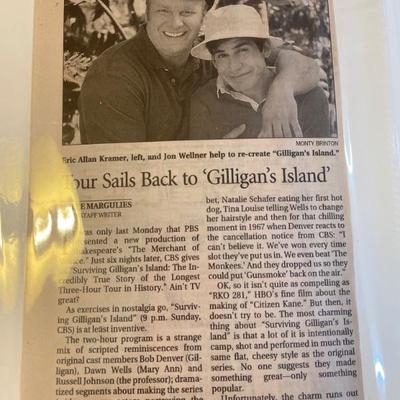 MONTY BRINTON
Eric Allan Kramer, left, and Jon Wellner help to re-create "Gilligan's Island."
Tour Sails Back to 'Gilligan's Island'
E MARGULIES
STAFF WRITER
was only last Monday that PBS
sented a new production of
akespeare's "The Merchant of
ce." Just six nights later, CBS gives
"Surviving Gilligan's Island: The In-
credibly True Story of the Longest
Three-Hour Tour in History." Ain't TV
great?
As exercises in nostalgia go, "Surviv-
ing Gilligan's Island" (9 p.m. Sunday,
CBS) is at least inventive.
The two-hour program is a strange
mix of scripted reminiscences from
original cast members Bob Denver (Gil-
ligan), Dawn Wells (Mary Ann) and
Russell Johnson (the professor); drama-
tized segments about making the series
bet, Natalie Schafer eating her first hot
dog, Tina Louise telling Wells to change
her hairstyle and then for that chilling
moment in 1967 when Denver reacts to
the cancellation notice from CBS: "I
can't believe it. We've won every time
slot they've put us in. We even beat 'The
Monkees.' And they dropped us so they
could put 'Gunsmoke' back on the air."
OK, so it isn't quite as compelling as
"RKO 281," HBO's fine film about the
making of "Citizen Kane." But then, it
doesn't try to be. The most charming
thing about "Surviving Gilligan's Is-
land" is that a lot of it is intentionally
camp, shot and performed in much the
same flat, cheesy style as the original
series. No one suggests they made
something great—only something
popular.
Unfortunately, the charm runs out